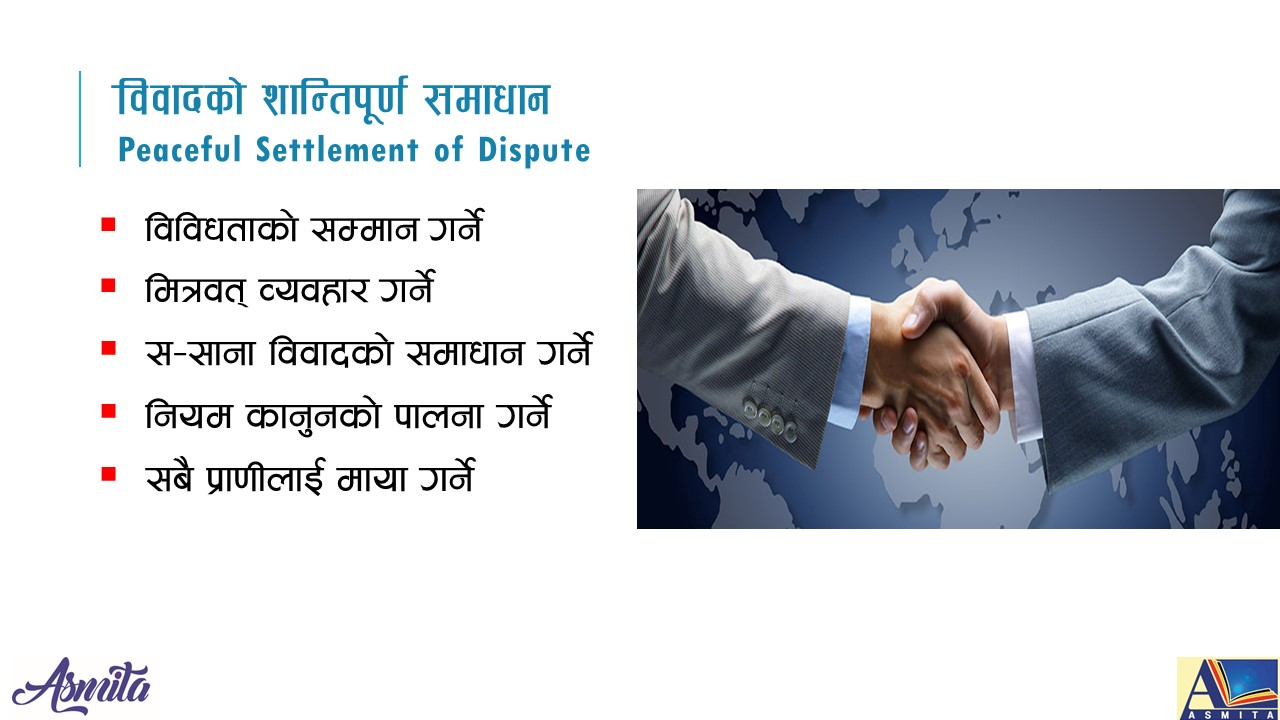 विवादको शान्तिपूर्ण समाधान
Peaceful Settlement of Dispute
विविधताको सम्मान गर्ने
मित्रवत् व्यवहार गर्ने
स-साना विवादको समाधान गर्ने
नियम कानुनको पालना गर्ने
सबै प्राणीलाई माया गर्ने
Asmita
ASMITA